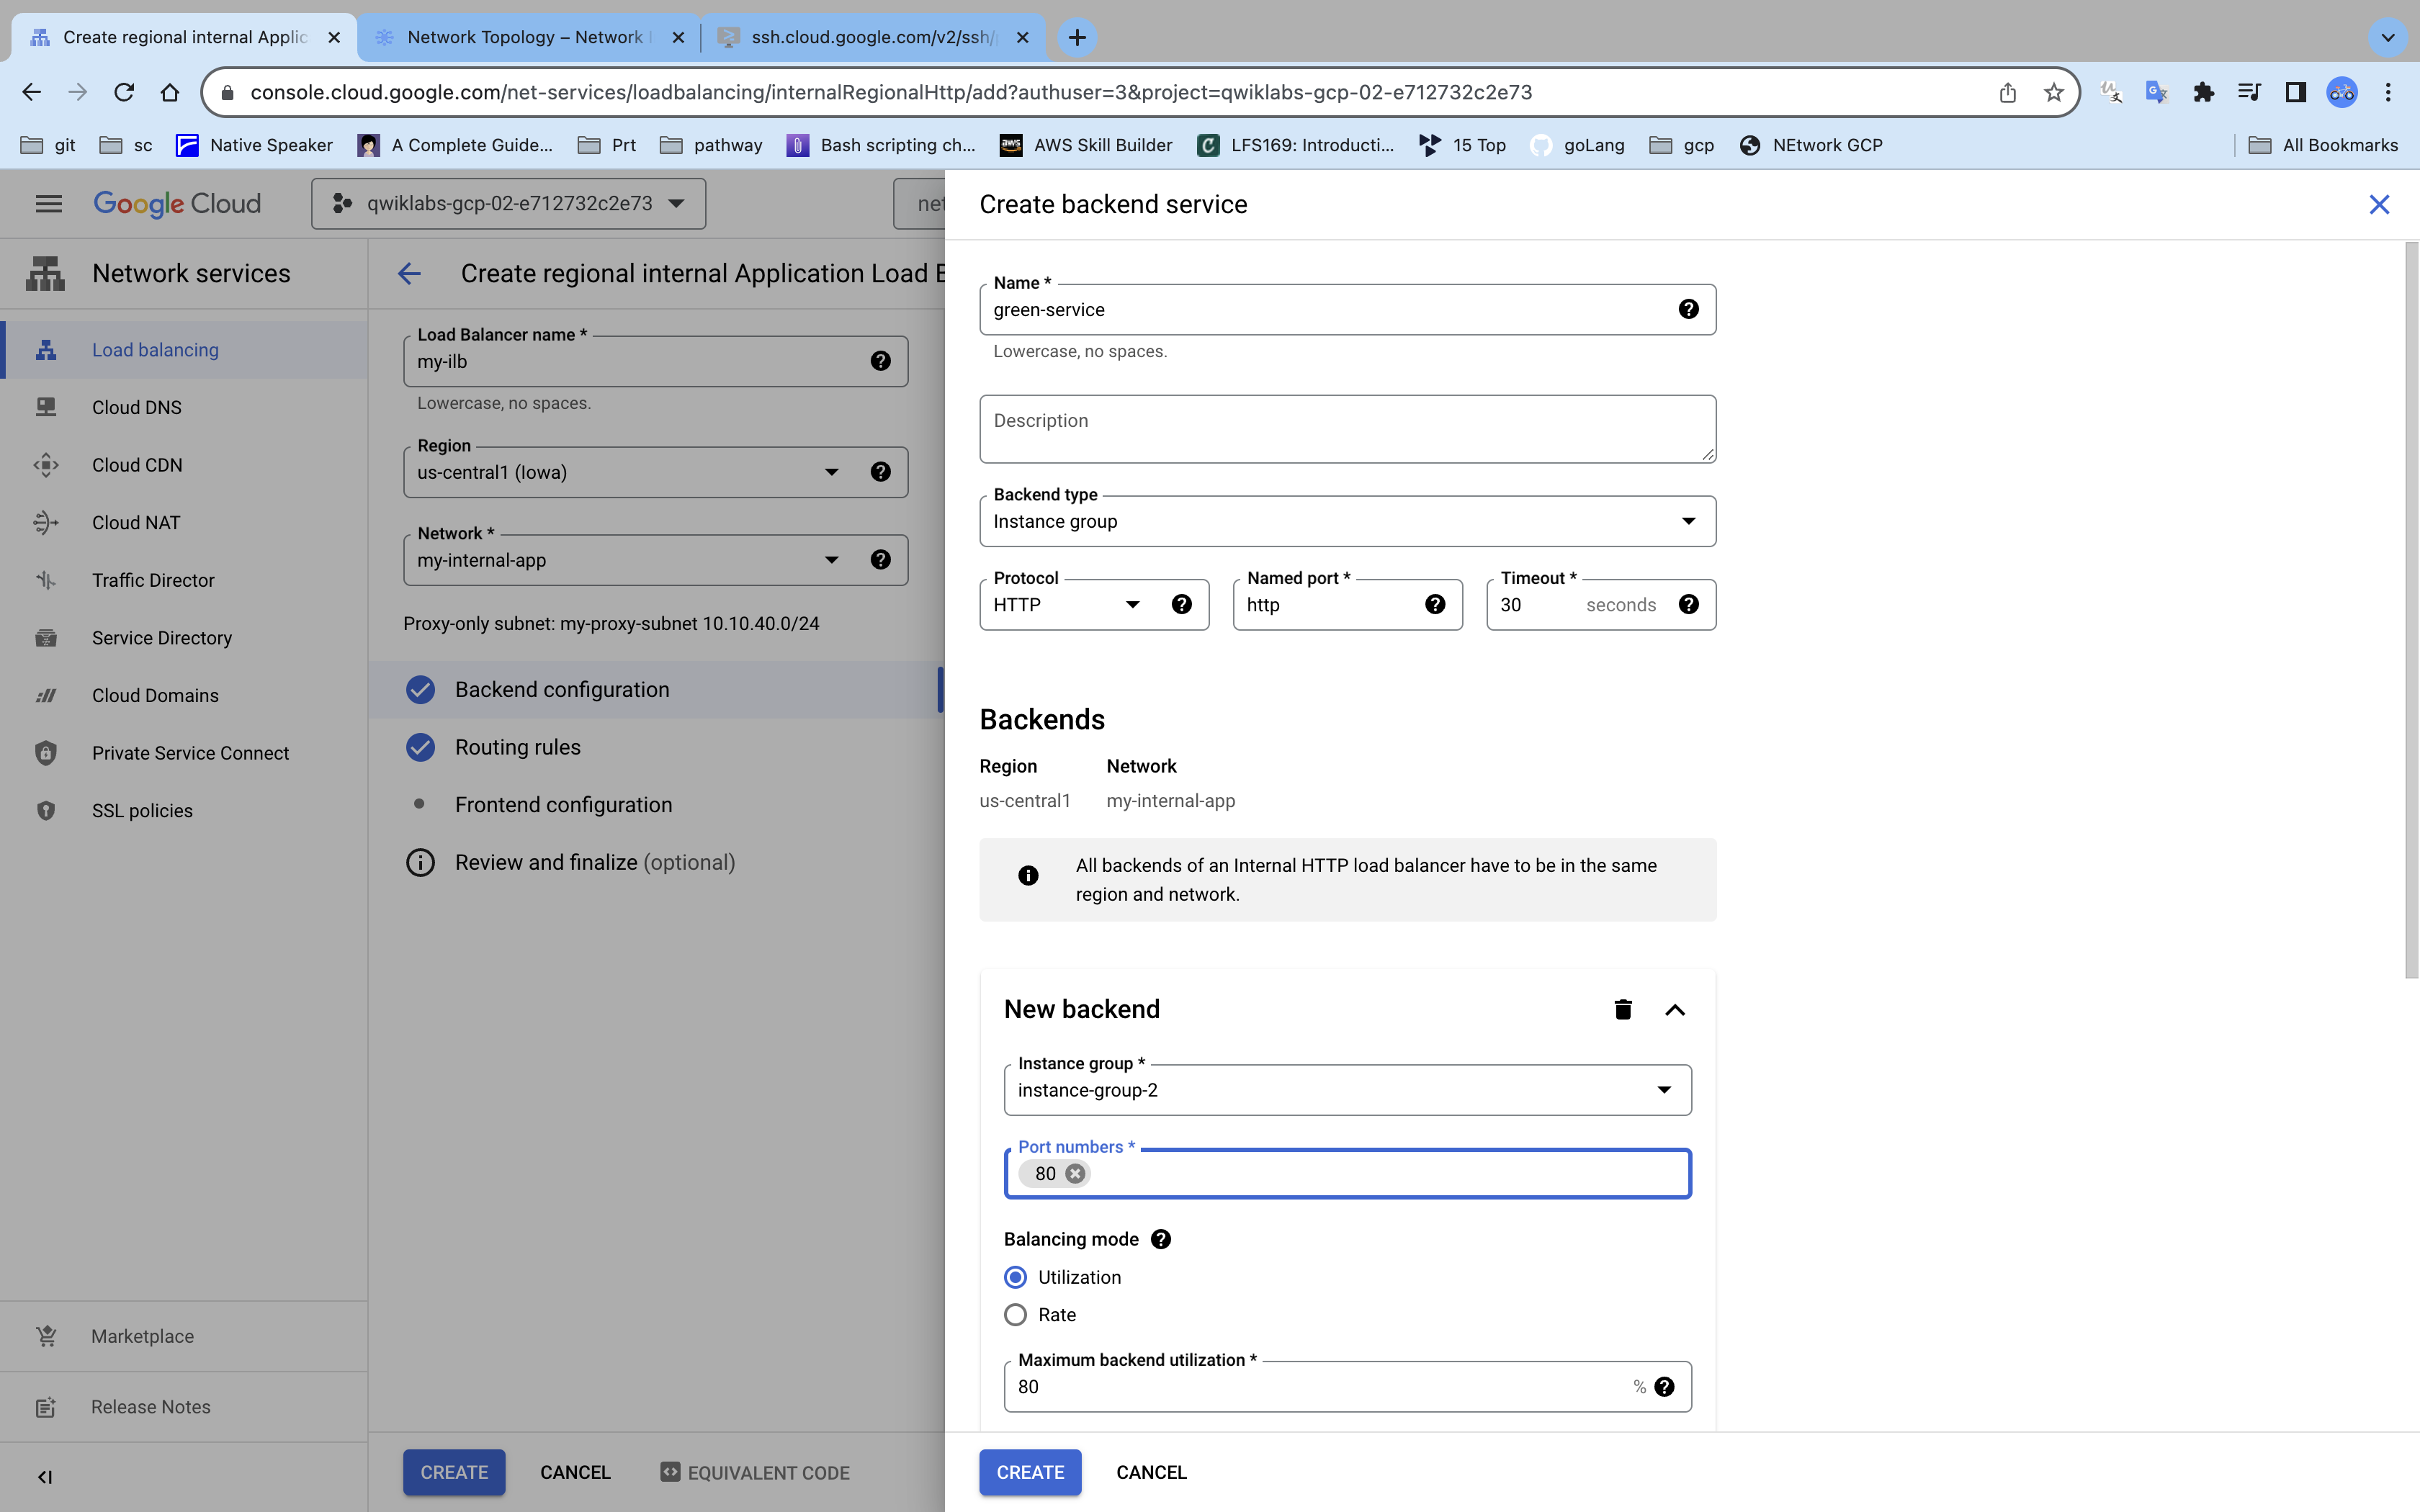 Create regional internal Applic
Network Topology – Network
ssh.cloud.google.com/v2/ssh/
console.cloud.google.com/net-services/loadbalancing/internalRegionalHttp/add?authuser=3&project=qwiklabs-gcp-02-e712732c2e73
git
sc
Native Speaker
A Complete Guide...
Prt
pathway
Bash scripting ch...
AWS Skill Builder
LFS169: Introducti...
15 Top
goLang
gcp
NEtwork GCP
All Bookmarks
Google Cloud
qwiklabs-gcp-02-e712732c2e73
net
Network services
Load balancing
Cloud DNS
Cloud CDN
Cloud NAT
Traffic Director
Service Directory
Cloud Domains
Private Service Connect
SSL policies
Marketplace
Release Notes
Create regional internal Application Load B
Load Balancer name *
my-ilb
Lowercase, no spaces.
Region
us-central1 (Iowa)
Network *
my-internal-app
Proxy-only subnet: my-proxy-subnet 10.10.40.0/24
Backend configuration
Routing rules
Frontend configuration
Review and finalize (optional)
CREATE
CANCEL
EQUIVALENT CODE
Create backend service
Name *
green-service
Lowercase, no spaces.
Description
Backend type
Instance group
Protocol
HTTP
Named port *
http
Timeout *
30 seconds
Backends
Region Network
us-central1 my-internal-app
All backends of an Internal HTTP load balancer have to be in the same
region and network.
New backend
Instance group *
instance-group-2
Port numbers *
80
Balancing mode
Utilization
Rate
Maximum backend utilization *
80 %
CREATE
CANCEL